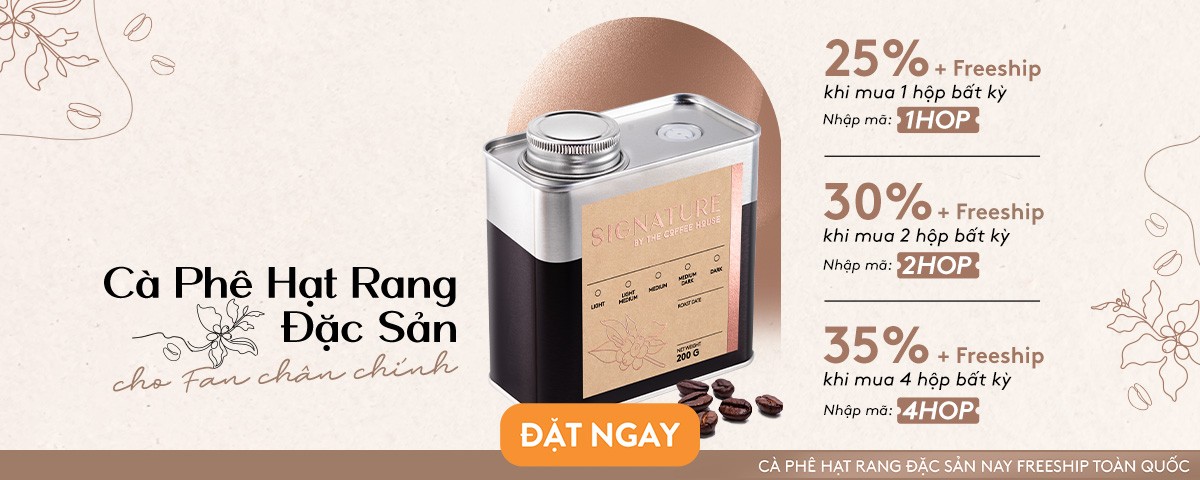 Cà Phê Hạt Rang
Đặc Sản
cho Fan chân chính
SIGNATURE
BY THE COFFEE HOUSE
LIGHT
LIGHT MEDIUM
MEDIUM
MEDIUM DARK
DARK
ROAST DATE:
NET WEIGHT:
200 G
ĐẶT NGAY
25% + Freeship
khi mua 1 hộp bất kỳ
Nhập mã: 1HOP
30% + Freeship
khi mua 2 hộp bất kỳ
Nhập mã: 2HOP
35% + Freeship
khi mua 4 hộp bất kỳ
Nhập mã: 4HOP
CÀ PHÊ HẠT RANG ĐẶC SẢN NAY FREESHIP TOÀN QUỐC